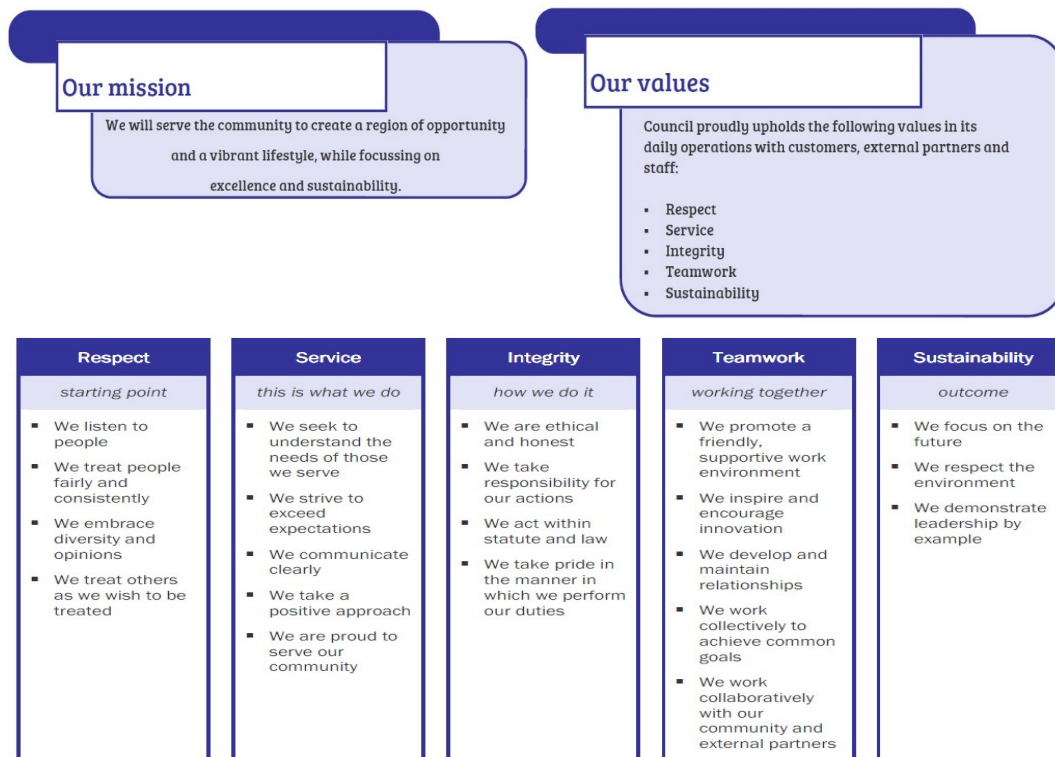 Our mission
We will serve the community to create a region of opportunity
and a vibrant lifestyle, while focussing on
excellence and sustainability.
Our values
Council proudly upholds the following values in its
daily operations with customers, external partners and
staff:
▪ Respect
▪ Service
▪ Integrity
▪ Teamwork
▪ Sustainability
Respect
starting point
▪ We listen to
people
▪ We treat people
fairly and
consistently
▪ We embrace
diversity and
opinions
▪ We treat others
as we wish to be
treated
Service
this is what we do
▪ We seek to
understand the
needs of those
we serve
▪ We strive to
exceed
expectations
▪ We communicate
clearly
▪ We take a
positive approach
▪ We are proud to
serve our
community
Integrity
how we do it
▪ We are ethical
and honest
▪ We take
responsibility for
our actions
▪ We act within
statute and law
▪ We take pride in
the manner in
which we perform
our duties
Teamwork
working together
▪ We promote a
friendly,
supportive work
environment
▪ We inspire and
encourage
innovation
▪ We develop and
maintain
relationships
▪ We work
collectively to
achieve common
goals
▪ We work
collaboratively
with our
community and
external partners
Sustainability
outcome
▪ We focus on the
future
▪ We respect the
environment
▪ We demonstrate
leadership by
example